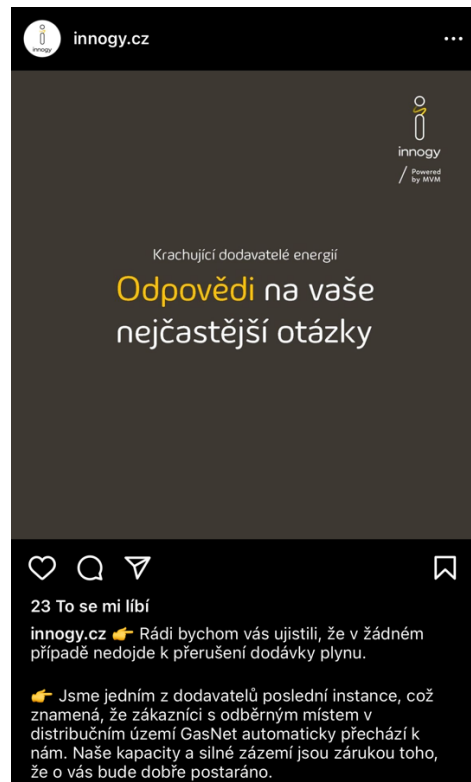 innogy
innogy.cz
innogy
Powered
by MVM
Krachující dodavatelé energií
Odpovědi na vaše
nejčastější otázky
23 To se mi líbí
innogy.cz 👉 Rádi bychom vás ujistili, že v žádném
případě nedojde k přerušení dodávky plynu.
👉 Jsme jedním z dodavatelů poslední instance, což
znamená, že zákazníci s odběrným místem v
distribučním území GasNet automaticky přechází k
nám. Naše kapacity a silné zázemí jsou zárukou toho,
že o vás bude dobře postaráno.